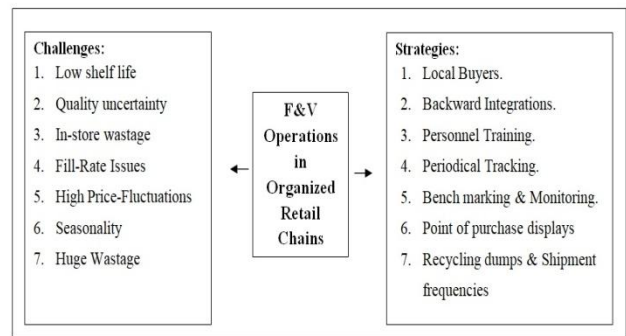 Challenges:
1. Low shelf life
2. Quality uncertainty
3. In-store wastage
4. Fill-Rate Issues
5. High Price-Fluctuations
6. Seasonality
7. Huge Wastage
F&V
Operations
in
Organized
Retail
Chains
Strategies:
1. Local Buyers.
2. Backward Integrations.
3. Personnel Training.
4. Periodical Tracking.
5. Bench marking & Monitoring.
6. Point of purchase displays
7. Recycling dumps & Shipment
frequencies